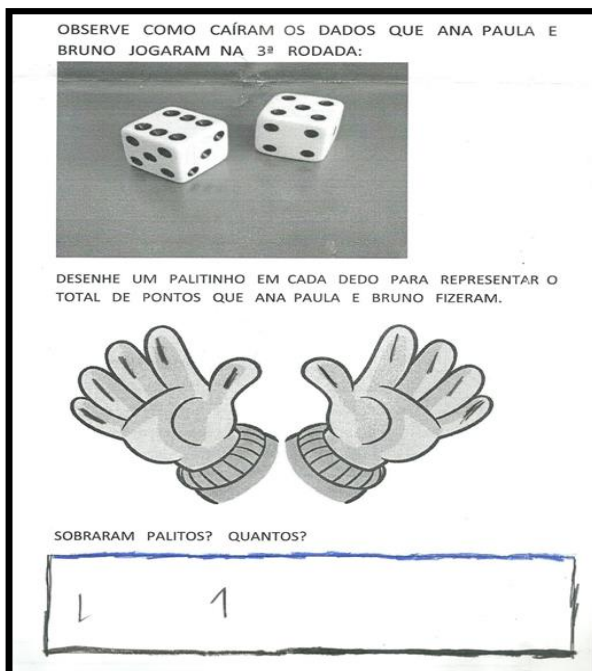 OBSERVE COMO CAÍRAM OS DADOS QUE ANA PAULA E
BRUNO JOGARAM NA 3ª RODADA:
DESENHE UM PALITINHO EM CADA DEDO PARA REPRESENTAR O
TOTAL DE PONTOS QUE ANA PAULA E BRUNO FIZERAM.
SOBRARAM PALITOS? QUANTOS?
1